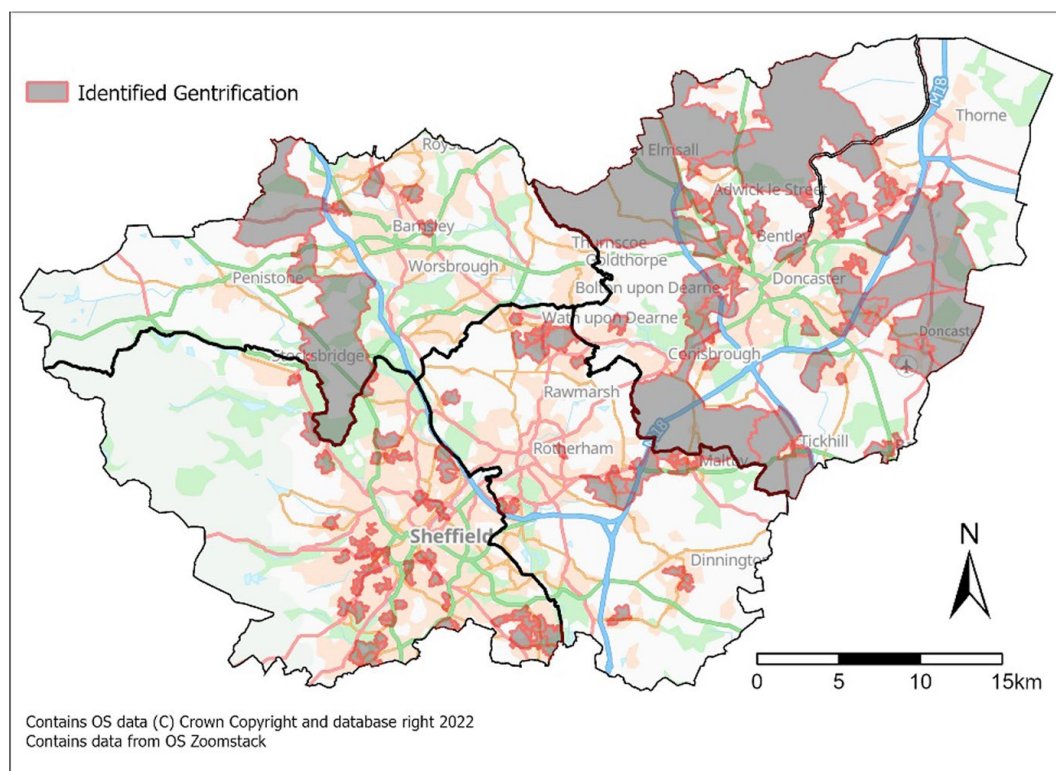 Identified Gentrification
M18
Thorne
Roys
Elmsall
Adwick le Street
Barnsley
Bentley
Thurnscoe
Goldthorpe
Penistone
Worsbrough
Doncaster
Bolton upon Dearne
Wath upon Dearne
Doncaste
Stocksbridge
Conisbrough
Rawmarsh
Tickhill
M18
Rotherham
Maltby
Sheffield
N
Dinnington
0 5 10 15km
Contains OS data (C) Crown Copyright and database right 2022
Contains data from OS Zoomstack